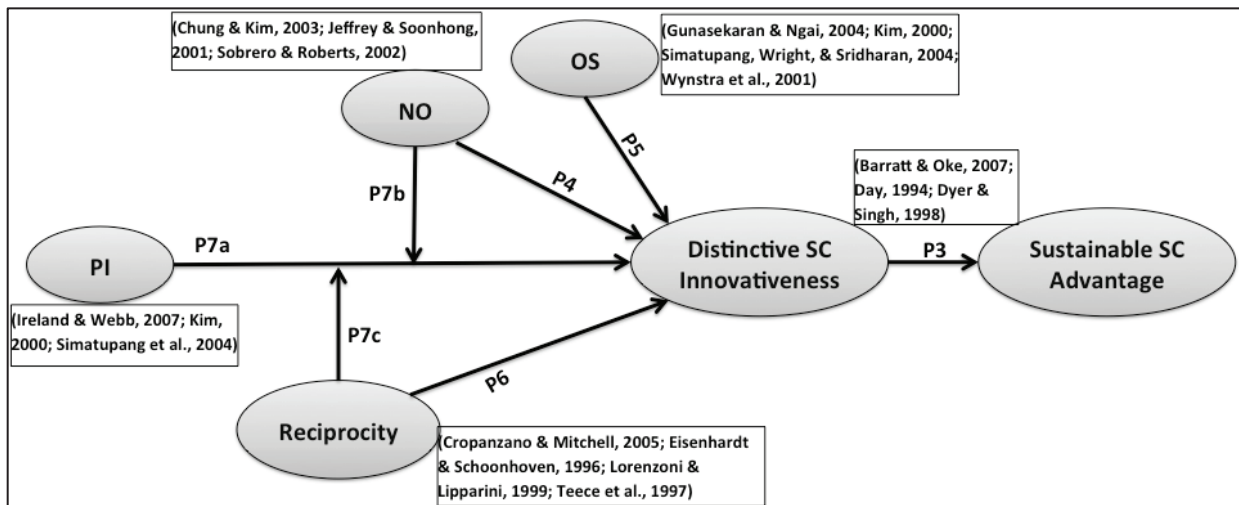 (Chung & Kim, 2003; Jeffrey & Soonhong,
2001; Sobrero & Roberts, 2002)
NO
OS
(Gunasekaran & Ngai, 2004; Kim, 2000;
Simatupang, Wright, & Sridharan, 2004;
Wynstra et al., 2001)
P5
P4
P7b
(Barratt & Oke, 2007;
Day, 1994; Dyer &
Singh, 1998)
P7a
PI
Distinctive SC
Innovativeness
P3
Sustainable SC
Advantage
(Ireland & Webb, 2007; Kim,
2000; Simatupang et al., 2004)
P7c
P6
Reciprocity
(Cropanzano & Mitchell, 2005; Eisenhardt
& Schoonhoven, 1996; Lorenzoni &
Lipparini, 1999; Teece et al., 1997)